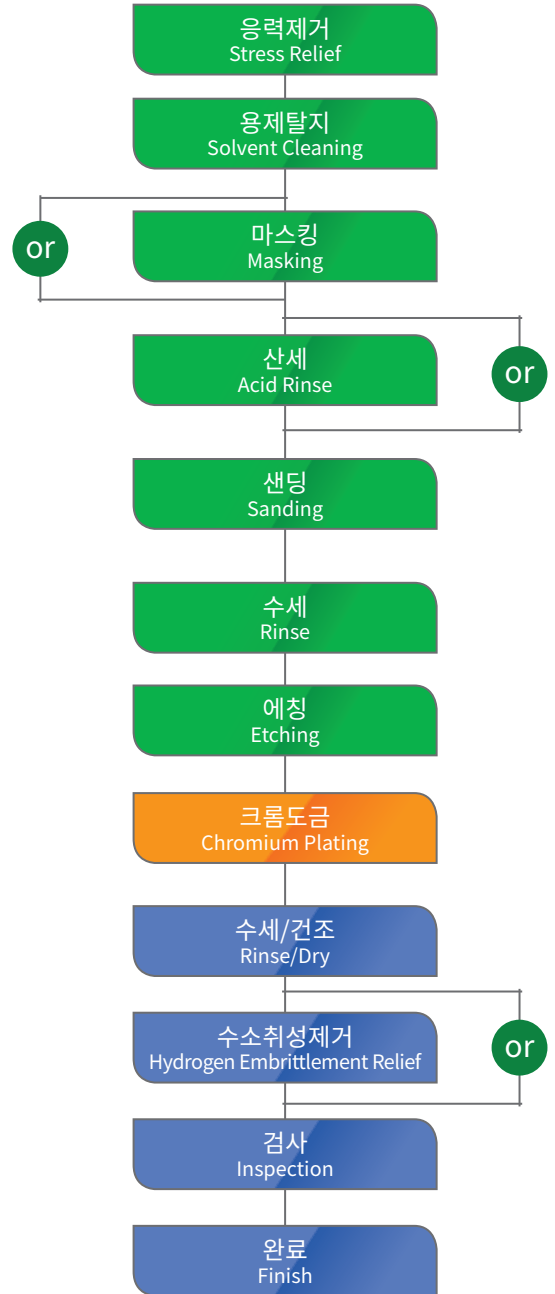 응력제거
Stress Relief
용제탈지
Solvent Cleaning
or
마스킹
Masking
산세
Acid Rinse
or
샌딩
Sanding
수세
Rinse
에칭
Etching
크롬도금
Chromium Plating
수세/건조
Rinse/Dry
수소취성제거
Hydrogen Embrittlement Relief
or
검사
Inspection
완료
Finish